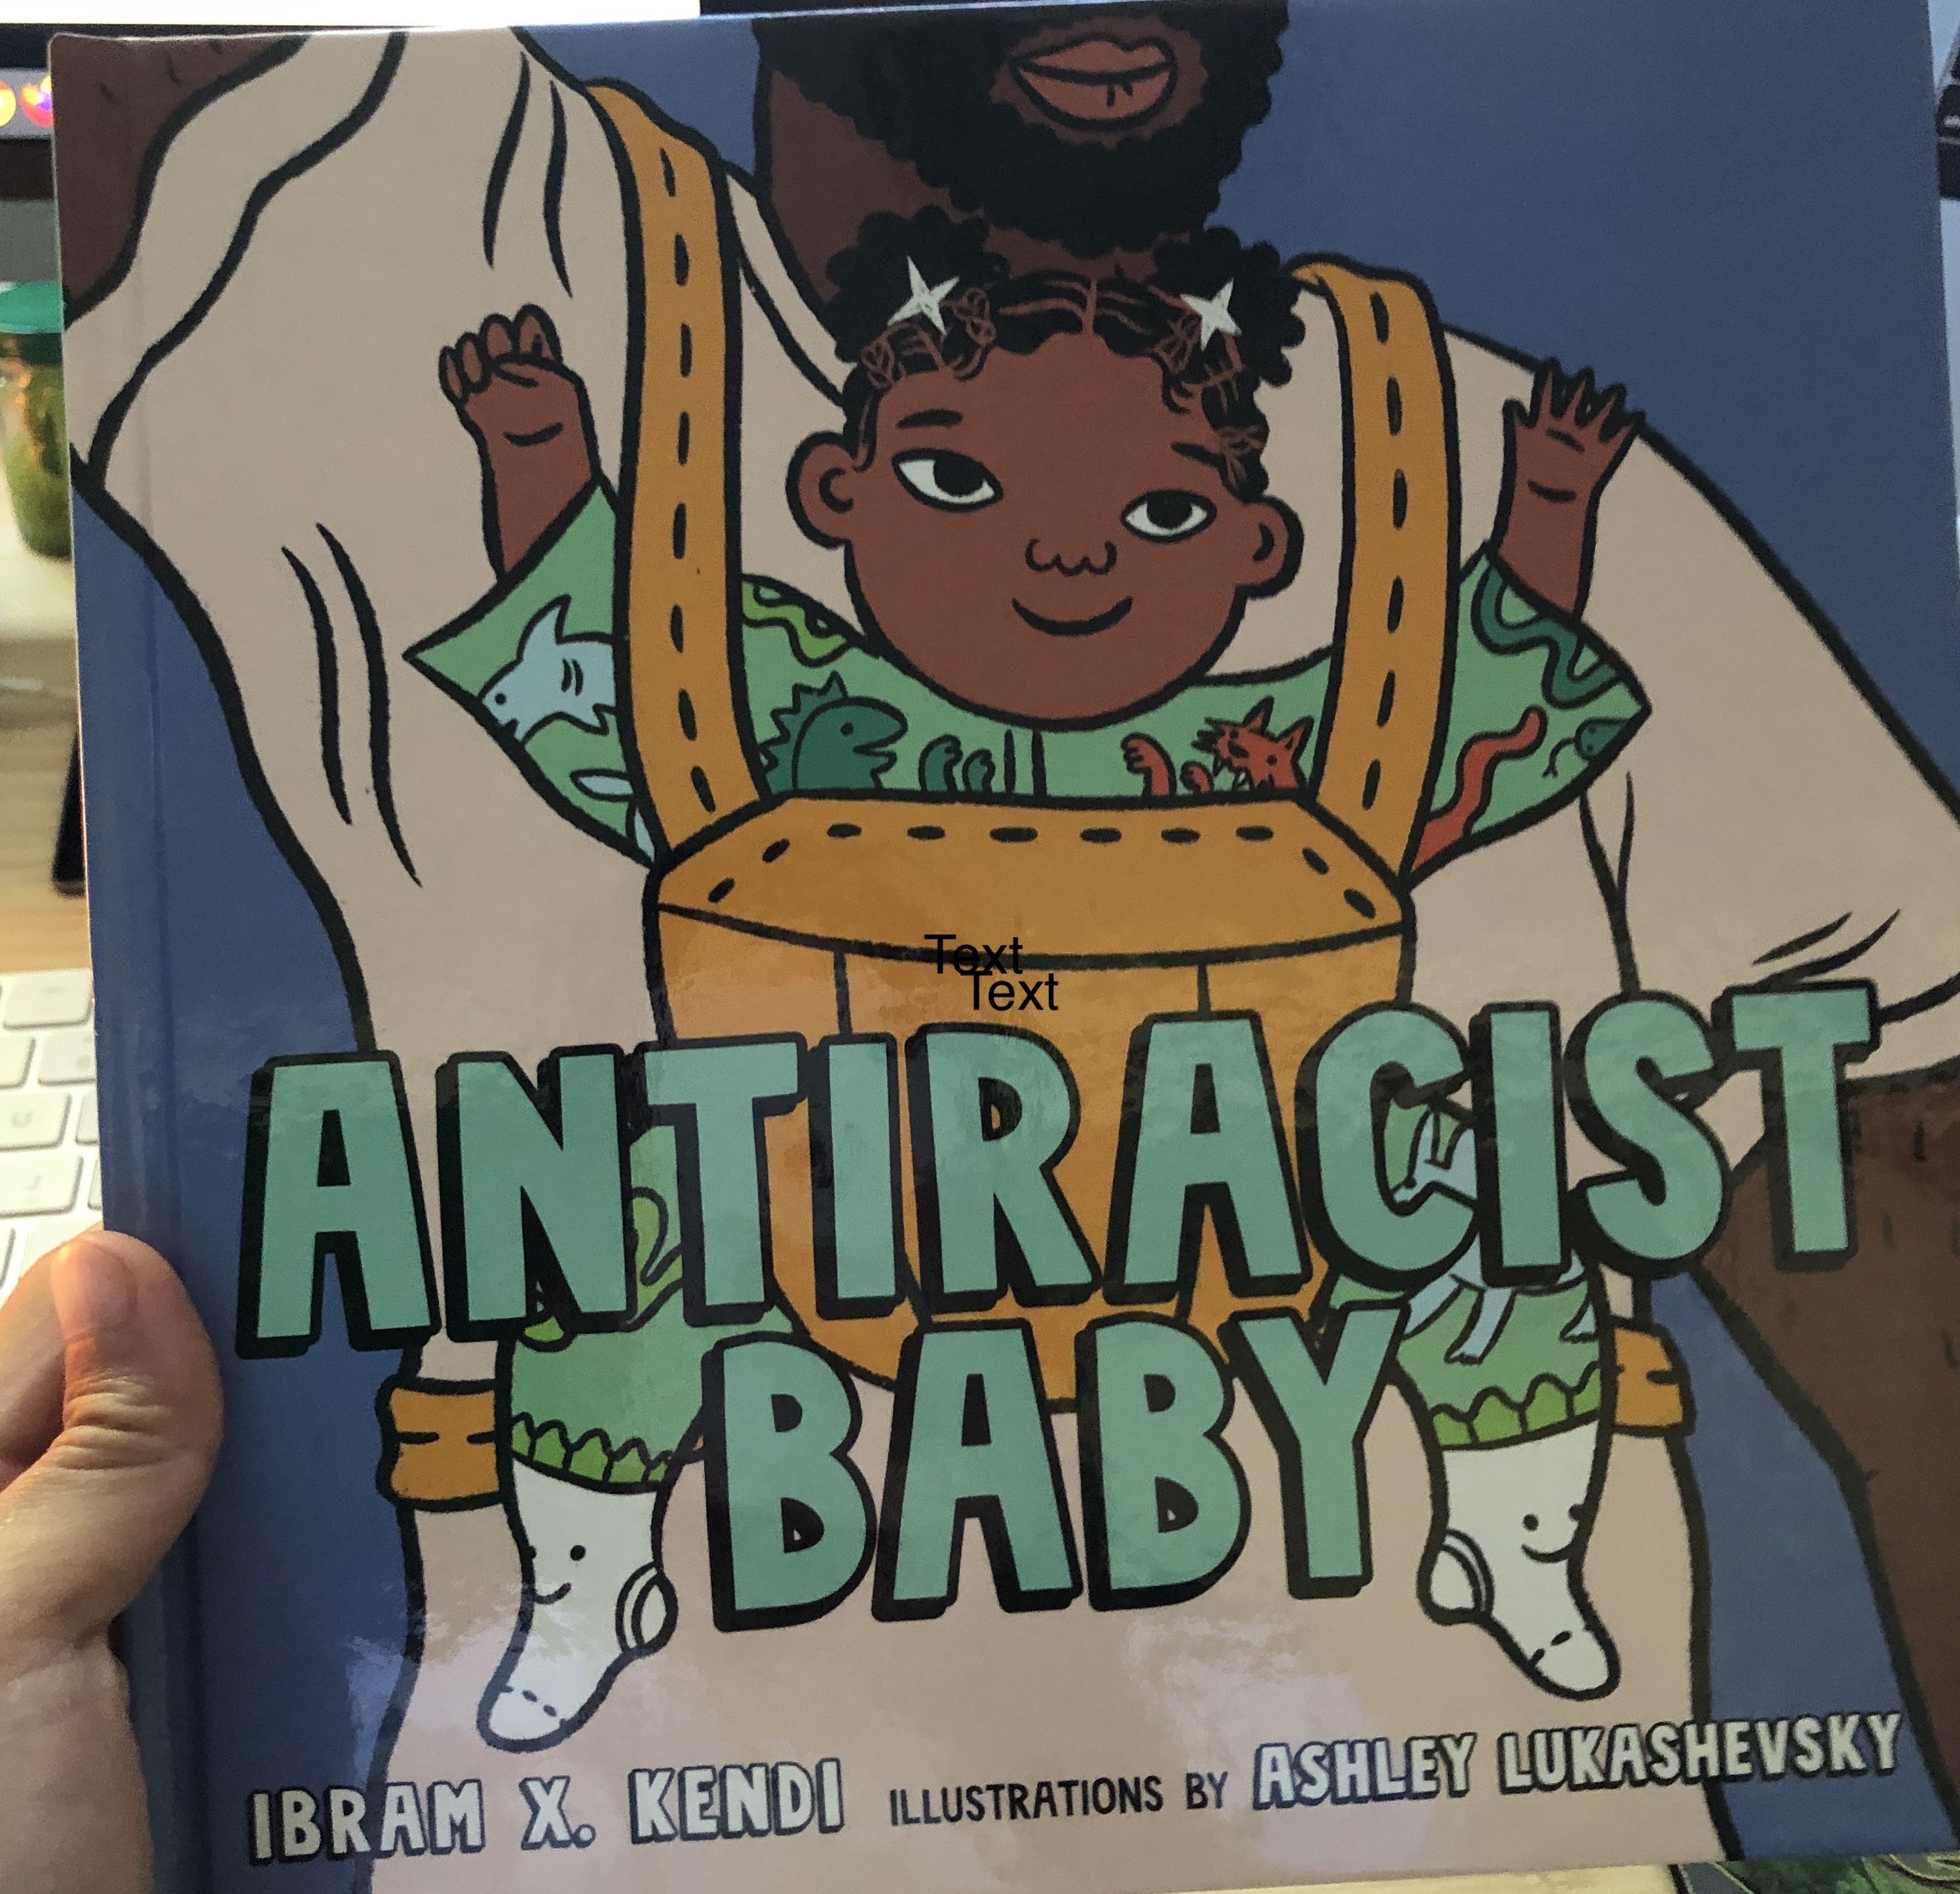 Text
Text
ANTIRACIST
BABY
IBRAM X. KENDI ILLUSTRATIONS BY ASHLEY LUKASHEVSKY